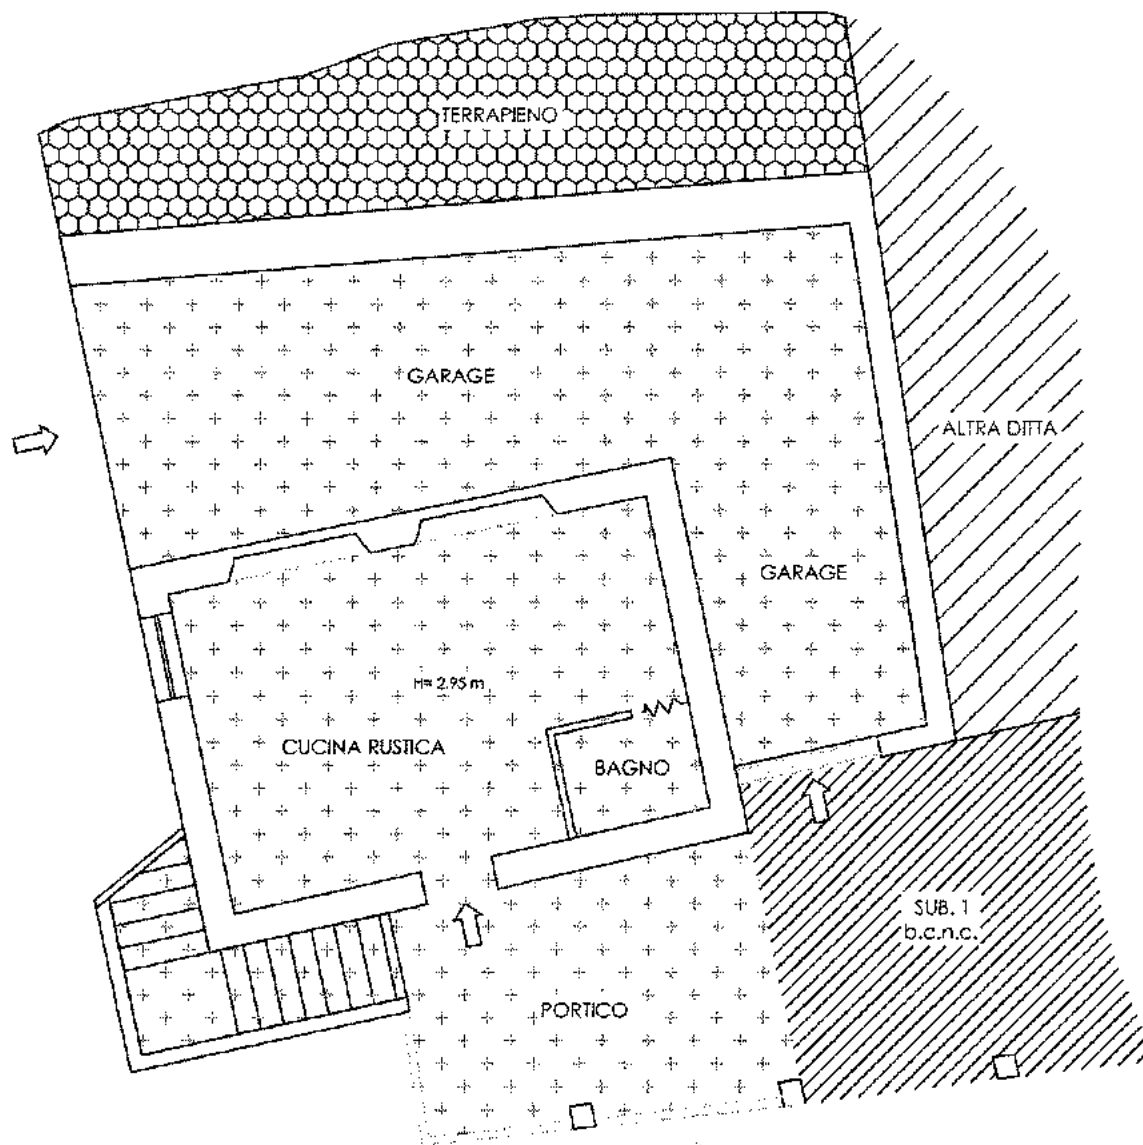 TERRAPIENO
GARAGE
ALTRA DITTA
GARAGE
H= 2.95 m
CUCINA RUSTICA
BAGNO
SUB. 1
b.c.n.c.
PORTICO